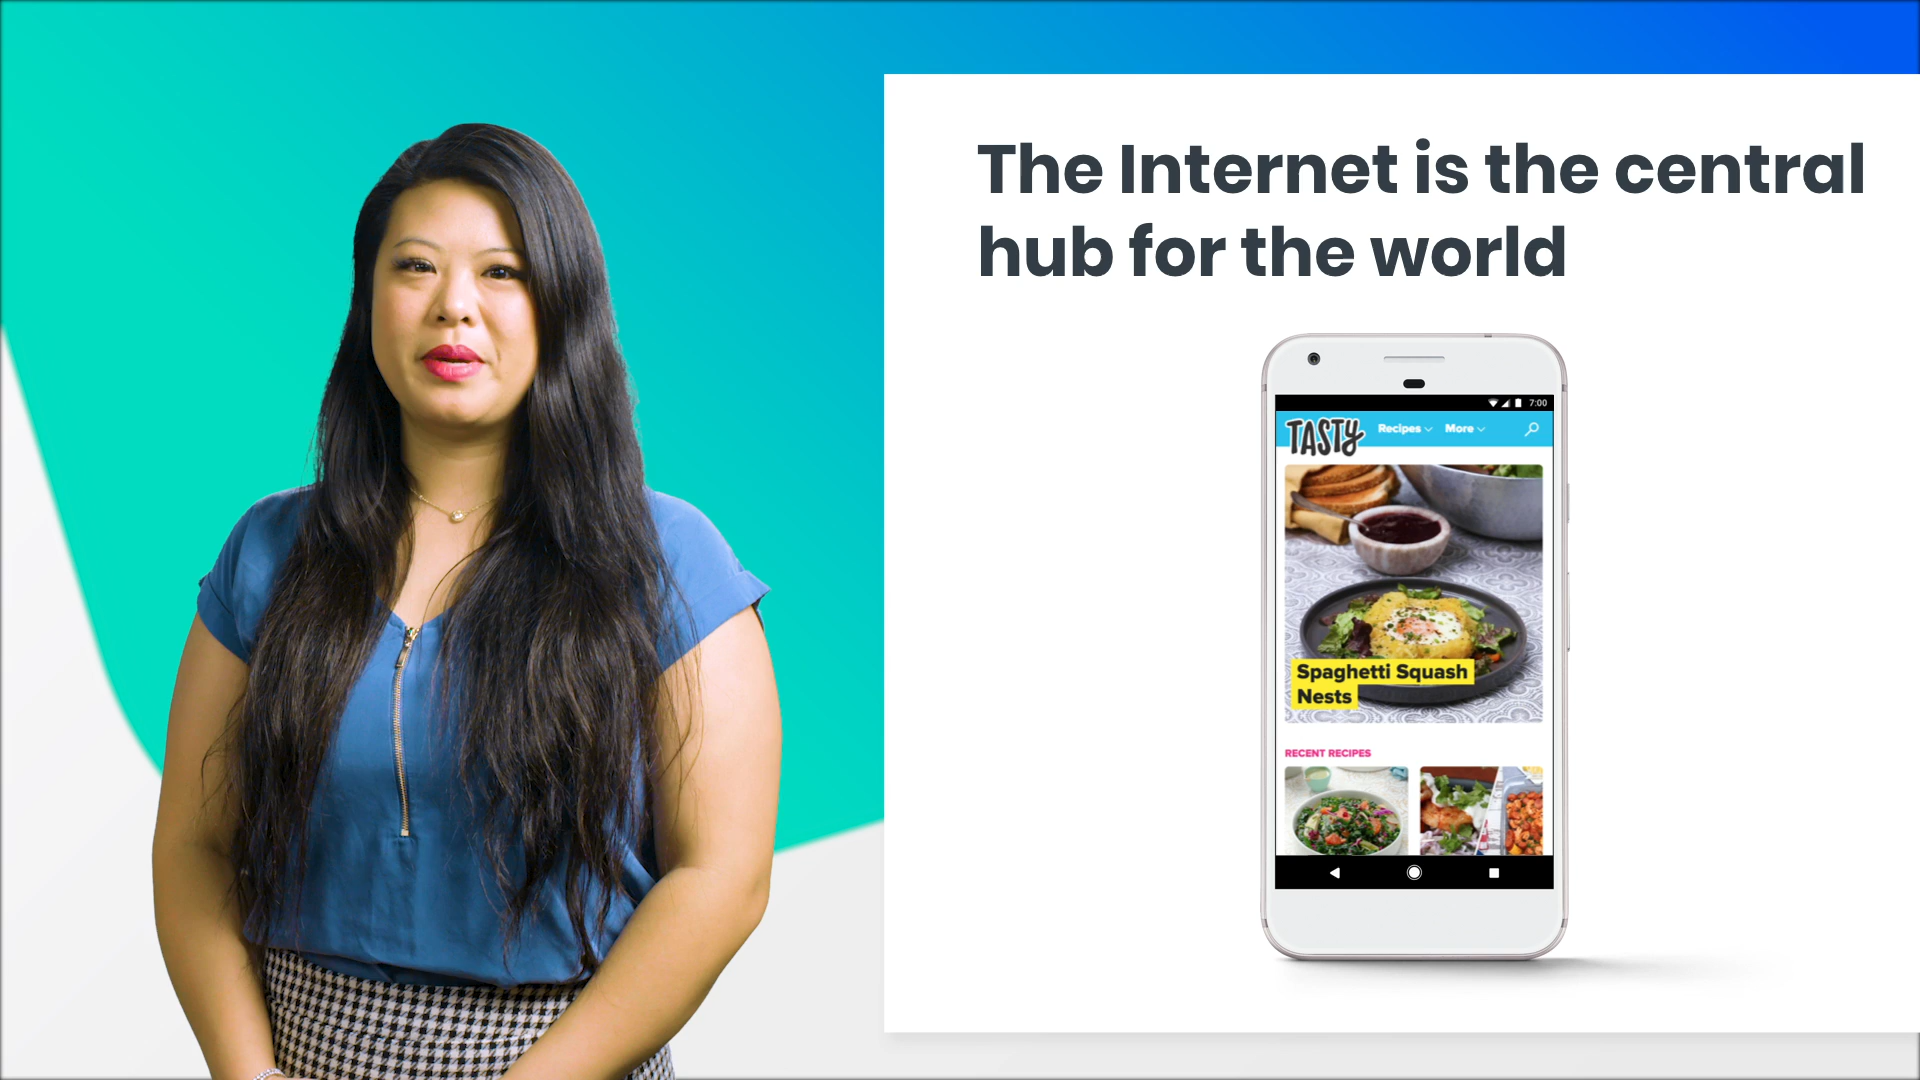 The Internet is the central
hub for the world
7:00
TASTY Recipes More
Spaghetti Squash
Nests
RECENT RECIPES